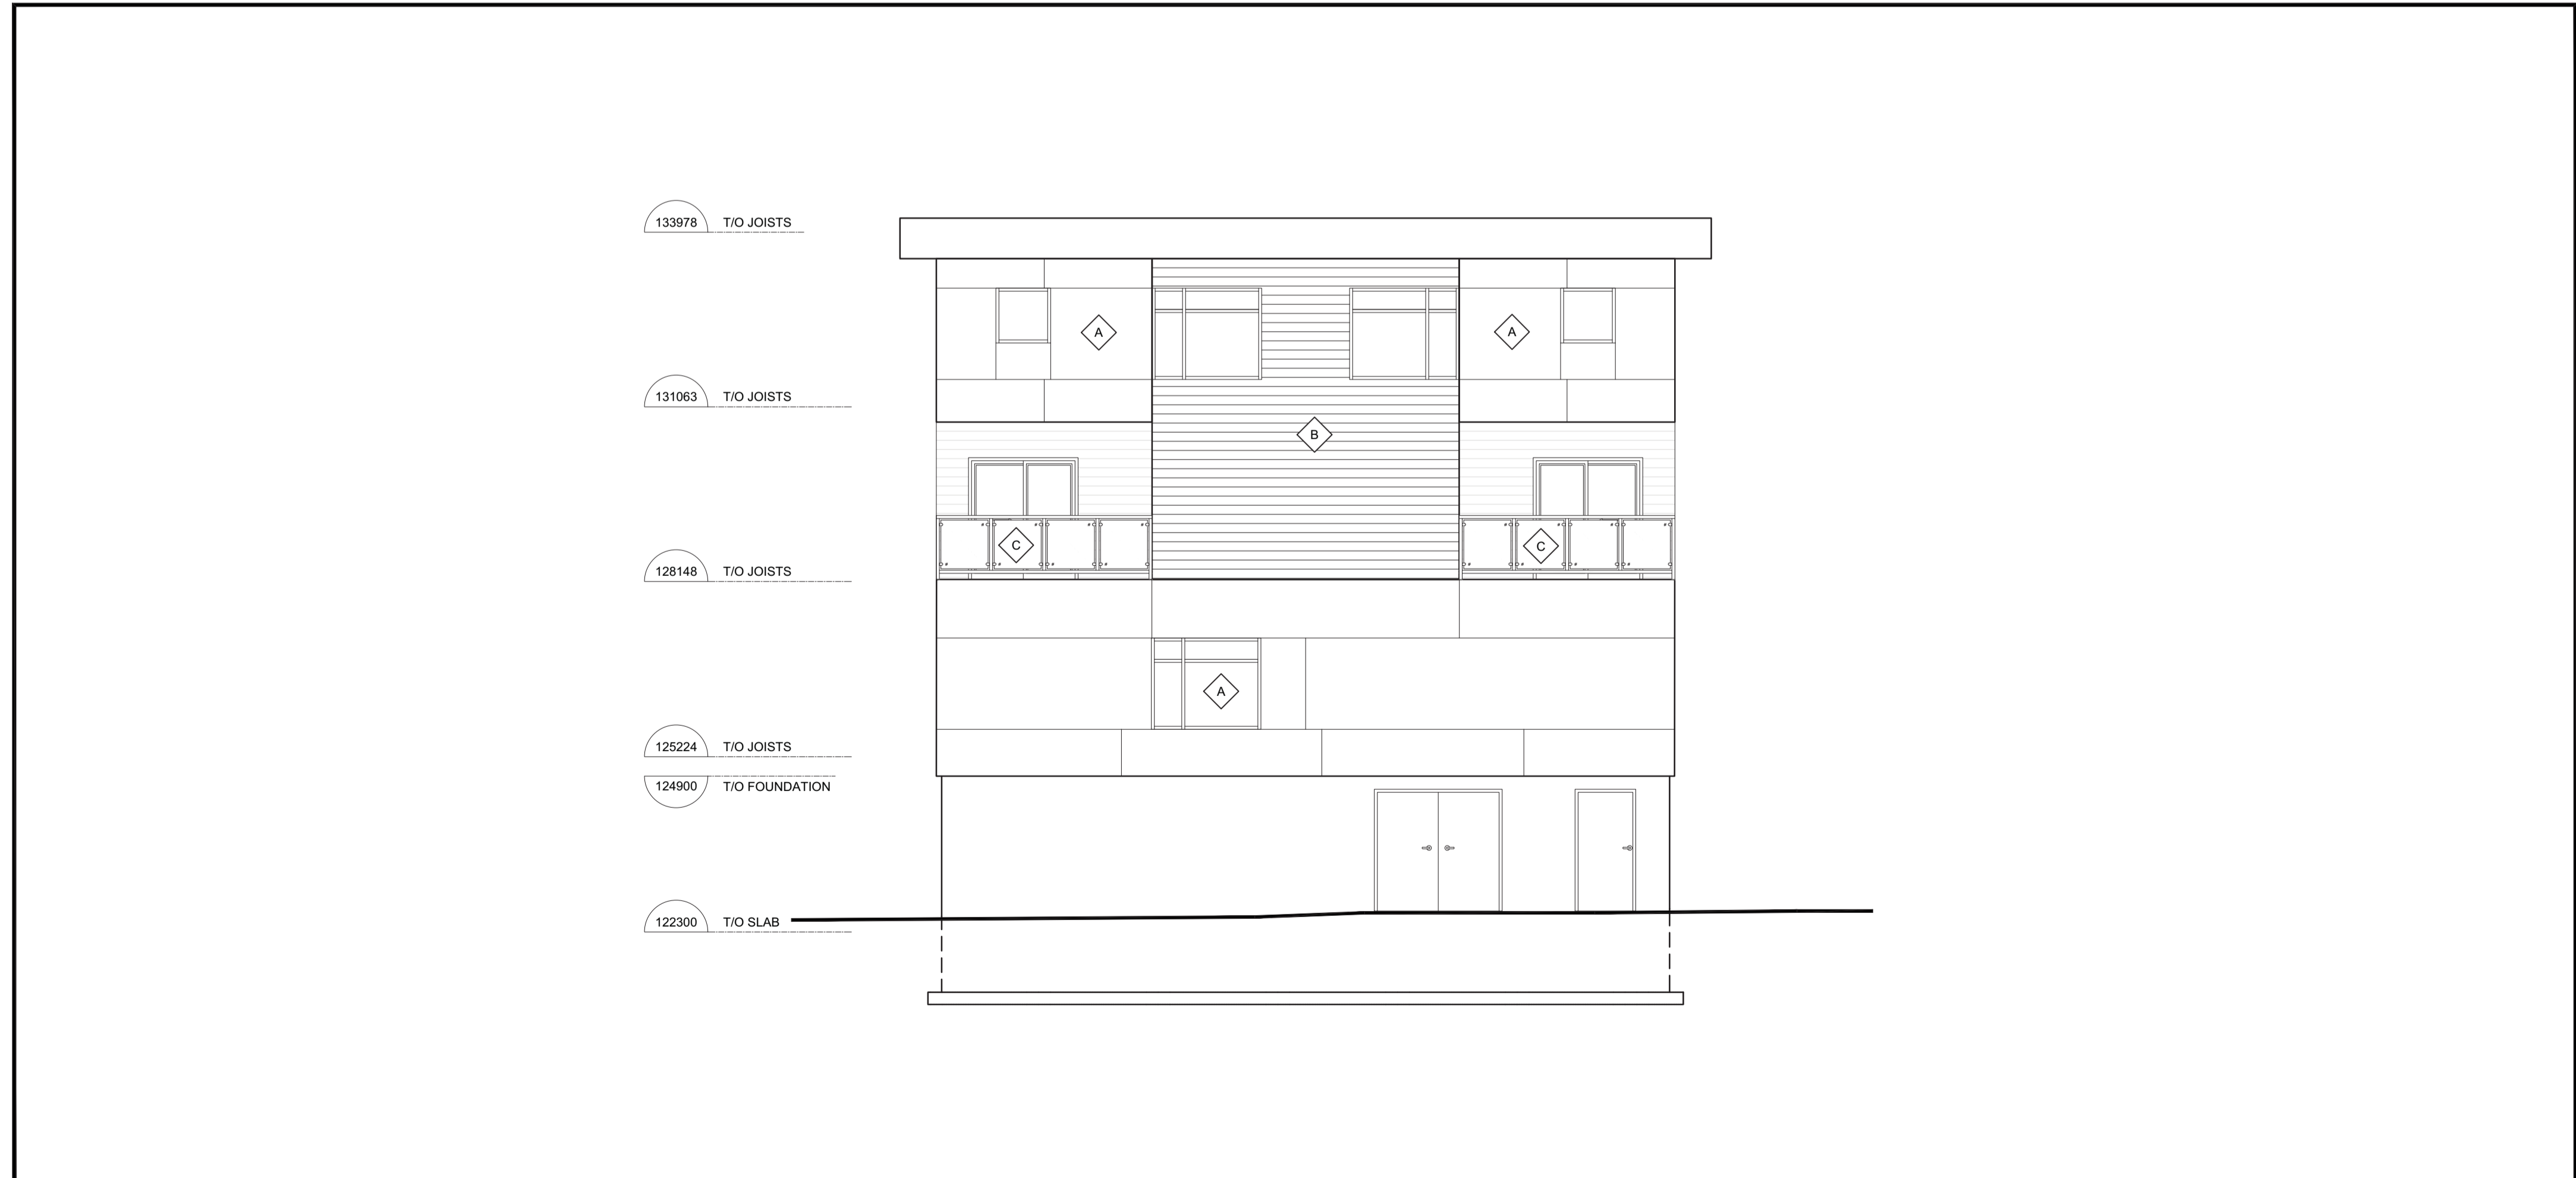 133978 T/O JOISTS
A A
131063 T/O JOISTS
B
C C
128148 T/O JOISTS
A
125224 T/O JOISTS
124900 T/O FOUNDATION
122300 T/O SLAB